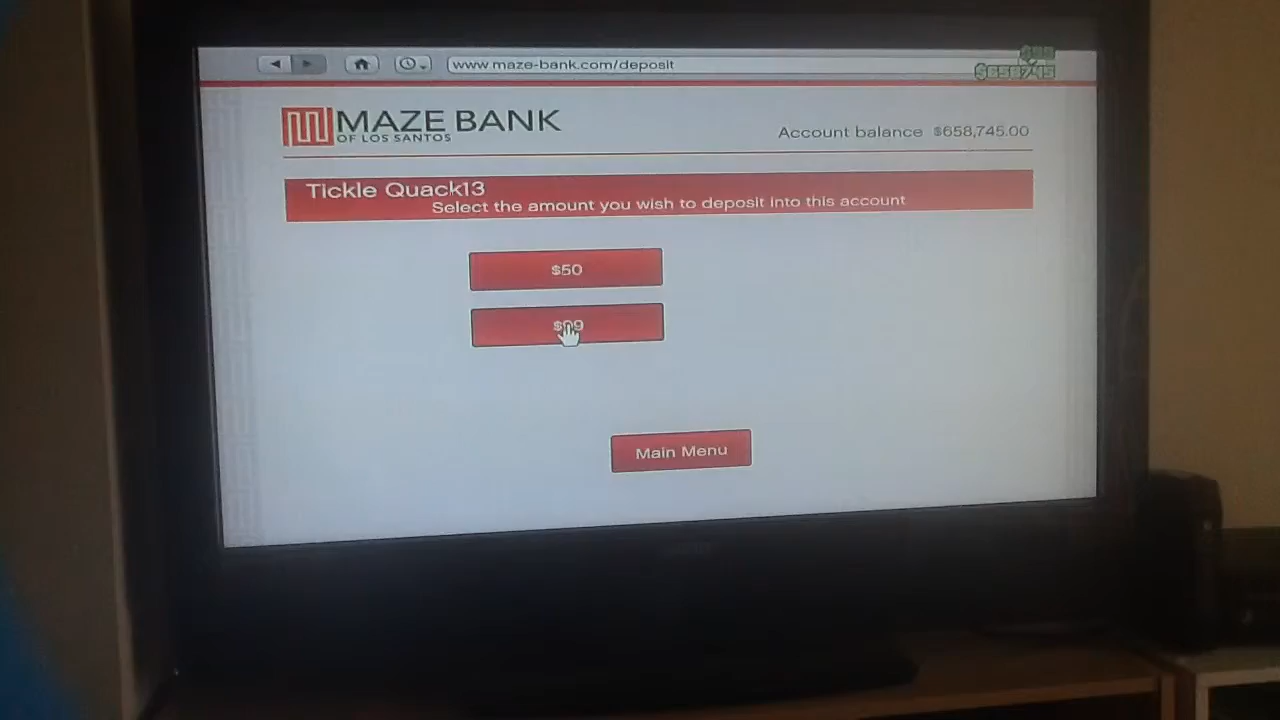 www.maze-bank.com/deposit
$658745
MAZE BANK
OF LOS SANTOS
Account balance $658,745.00
Tickle Quack13
Select the amount you wish to deposit into this account
$50
Main Menu